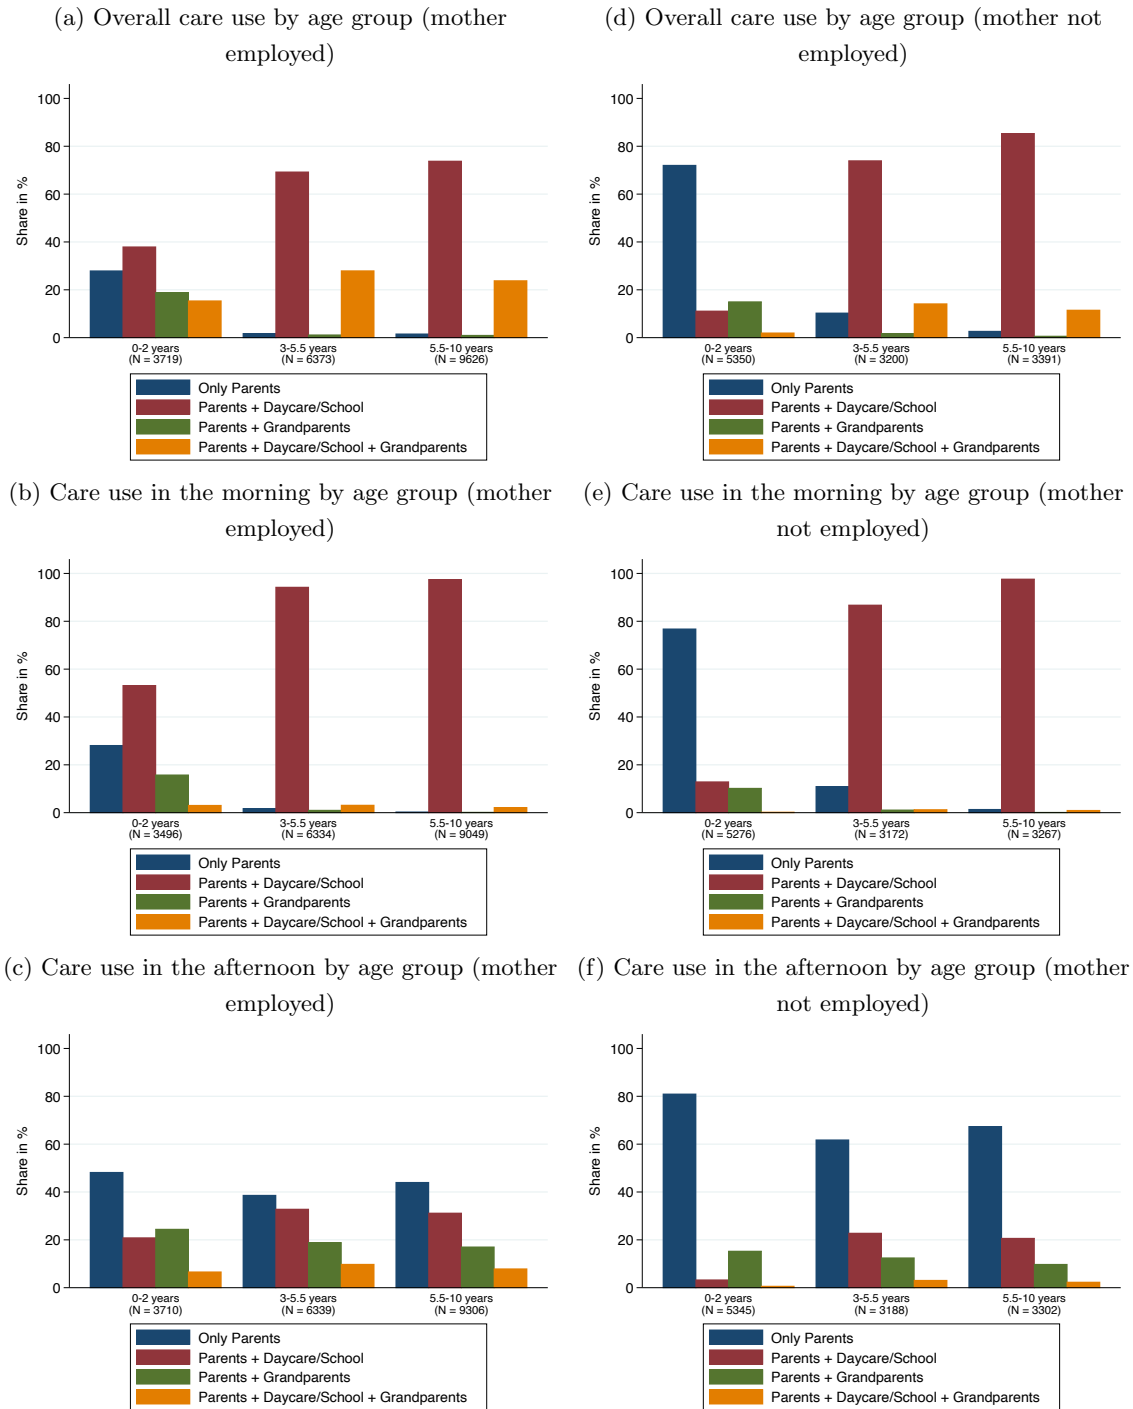 (a) Overall care use by age group (mother
employed)
100
80
60
40
20
0
Share in %
0-2 years
(N = 3719)
3-5.5 years
(N = 6373)
5.5-10 years
(N = 9626)
Only Parents
Parents + Daycare/School
Parents + Grandparents
Parents + Daycare/School + Grandparents
(d) Overall care use by age group (mother not
employed)
100
80
60
40
20
0
Share in %
0-2 years
(N = 5350)
3-5.5 years
(N = 3200)
5.5-10 years
(N = 3391)
Only Parents
Parents + Daycare/School
Parents + Grandparents
Parents + Daycare/School + Grandparents
(b) Care use in the morning by age group (mother
employed)
100
80
60
40
20
0
Share in %
0-2 years
(N = 3496)
3-5.5 years
(N = 6334)
5.5-10 years
(N = 9049)
Only Parents
Parents + Daycare/School
Parents + Grandparents
Parents + Daycare/School + Grandparents
(e) Care use in the morning by age group (mother
not employed)
100
80
60
40
20
0
Share in %
0-2 years
(N = 5276)
3-5.5 years
(N = 3172)
5.5-10 years
(N = 3267)
Only Parents
Parents + Daycare/School
Parents + Grandparents
Parents + Daycare/School + Grandparents
(c) Care use in the afternoon by age group (mother
employed)
100
80
60
40
20
0
Share in %
0-2 years
(N = 3710)
3-5.5 years
(N = 6339)
5.5-10 years
(N = 9306)
Only Parents
Parents + Daycare/School
Parents + Grandparents
Parents + Daycare/School + Grandparents
(f) Care use in the afternoon by age group (mother
not employed)
100
80
60
40
20
0
Share in %
0-2 years
(N = 5345)
3-5.5 years
(N = 3188)
5.5-10 years
(N = 3302)
Only Parents
Parents + Daycare/School
Parents + Grandparents
Parents + Daycare/School + Grandparents